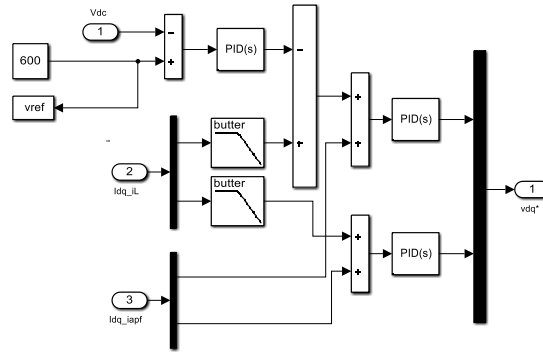 Vdc
1
600
vref
PID(s)
butter
butter
2
Idq_iL
3
Idq_iapf
PID(s)
PID(s)
1
vdq*